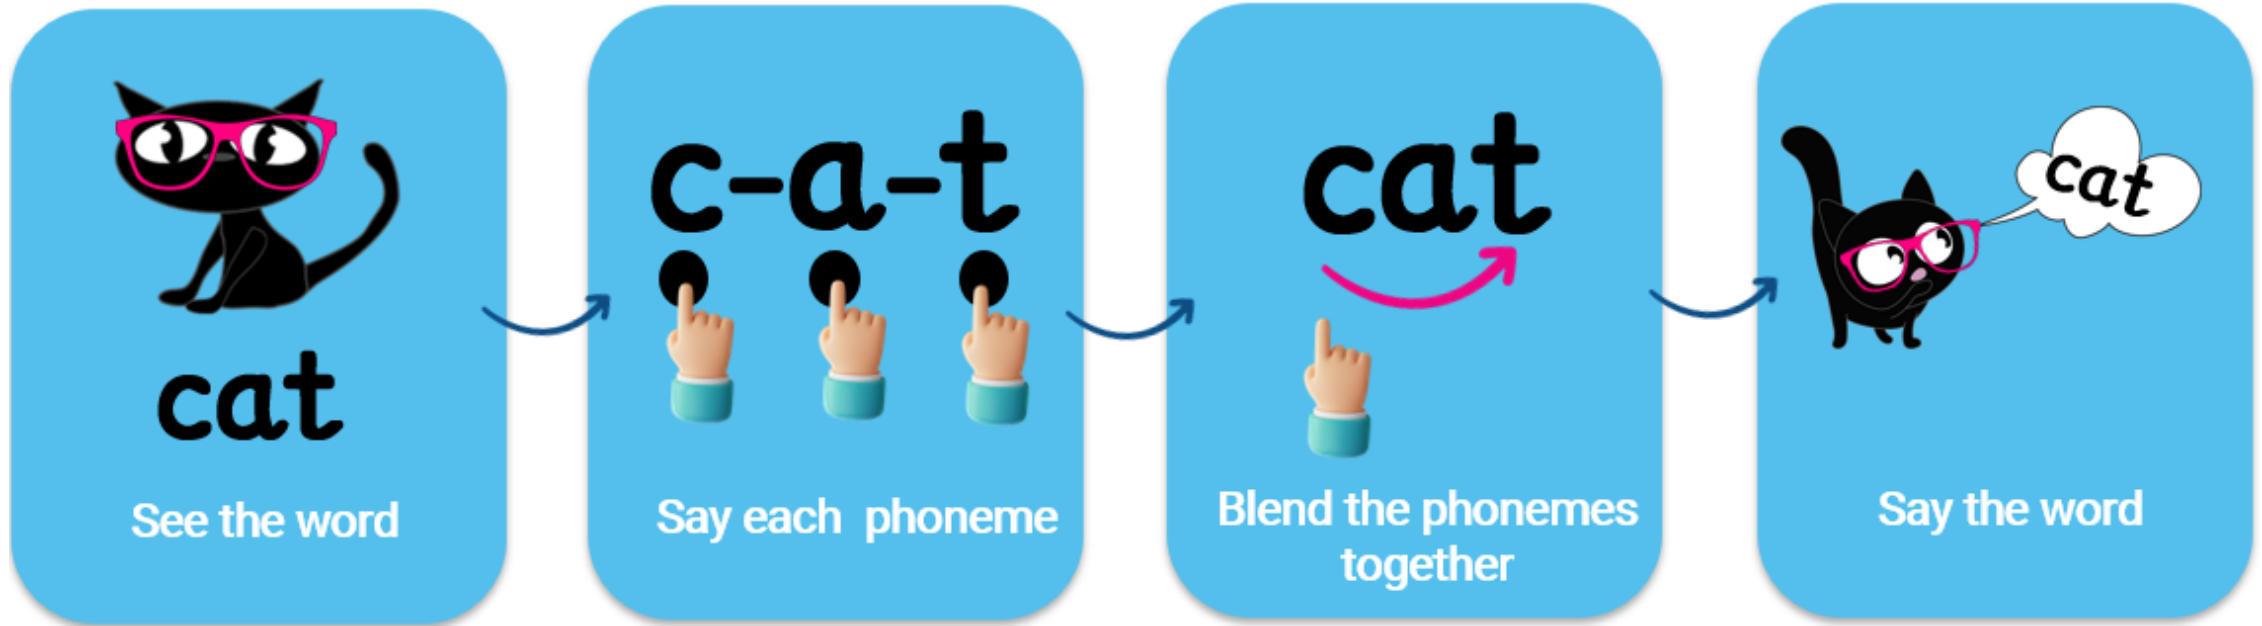 cat
See the word
c-a-t
Say each phoneme
cat
Blend the phonemes
together
cat
Say the word